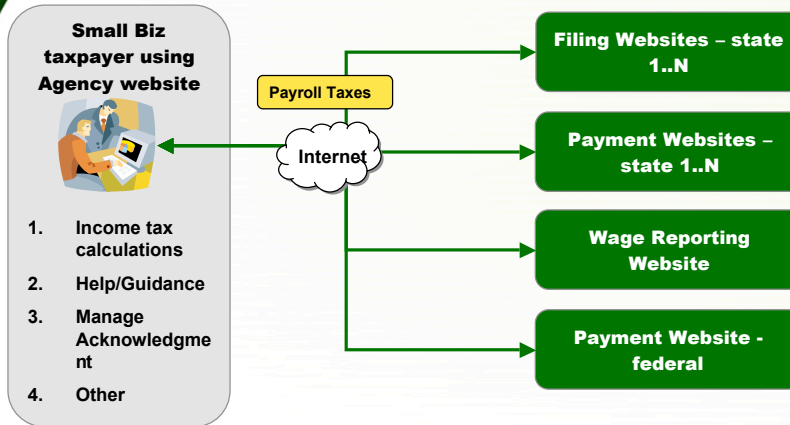 Small Biz
taxpayer using
Agency website
1. Income tax
calculations
2. Help/Guidance
3. Manage
Acknowledgme
nt
4. Other
Payroll Taxes
Internet
Filing Websites – state
1..N
Payment Websites –
state 1..N
Wage Reporting
Website
Payment Website -
federal